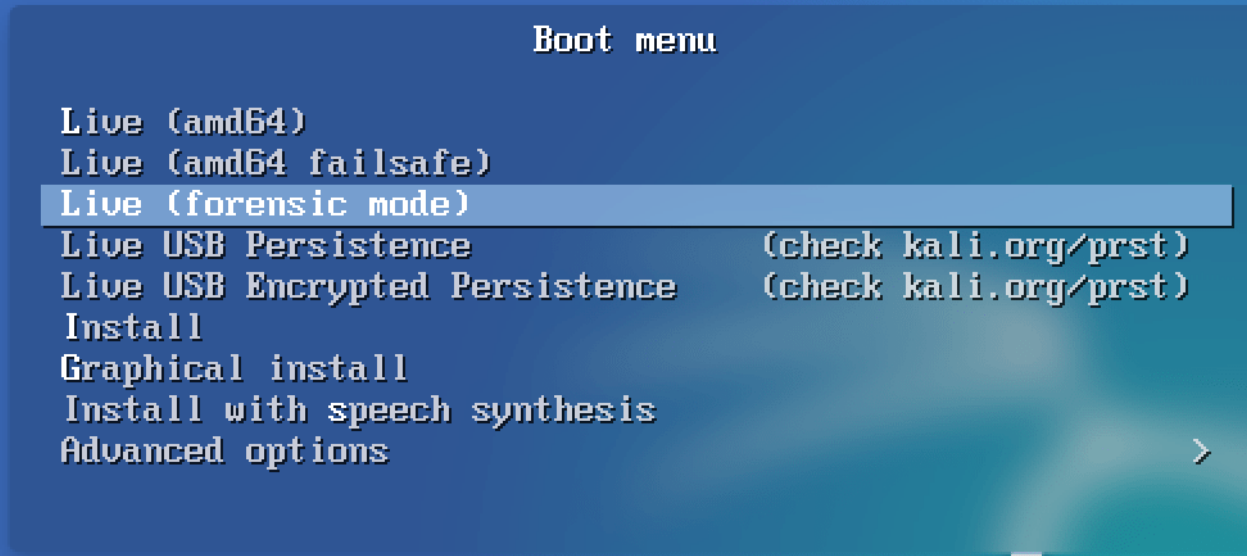 Boot menu
Live (amd64)
Live (amd64 failsafe)
Live (forensic mode)
Live USB Persistence (check kali.org/prst)
Live USB Encrypted Persistence (check kali.org/prst)
Install
Graphical install
Install with speech synthesis
Advanced options >